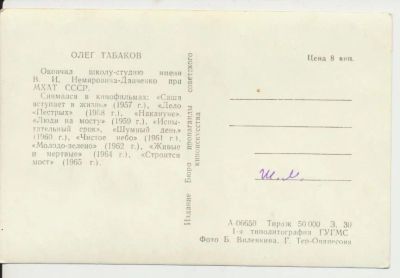 ОЛЕГ ТАБАКОВ
Окончил школу-студию имени
В. И. Немировича-Данченко при
МХАТ СССР.
Снимался в кинофильмах: «Саша
вступает в жизнь» (1957 г.), «Дело
«Пестрых» (1958 г.), «Накануне»,
«Люди на мосту» (1959 г.), «Испы-
тательный срок», «Шумный день»
(1960 г.), «Чистое небо» (1961 г.),
«Молодо-зелено» (1962 г.), «Живые
и мертвые» (1964 г.), «Строится
мост» (1965 г.).
Издание Бюро пропаганды советского
киноискусства
Цена 8 коп.
Ш. М.
А-06650 Тираж 50 000 З. 30
1-я типолитография ГУГМС
Фото Б. Виленкина, Г. Тер-Ованесова